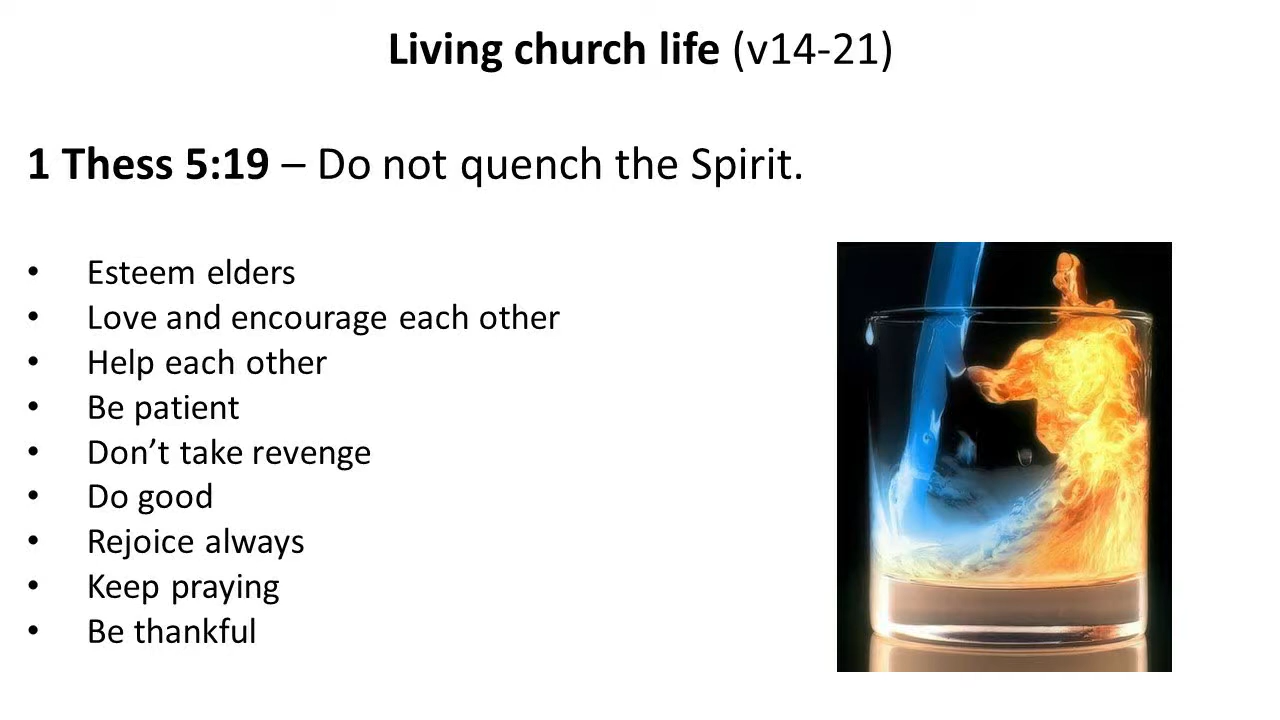 Living church life (v14-21)
1 Thess 5:19 – Do not quench the Spirit.
• Esteem elders
• Love and encourage each other
• Help each other
• Be patient
• Don’t take revenge
• Do good
• Rejoice always
• Keep praying
• Be thankful